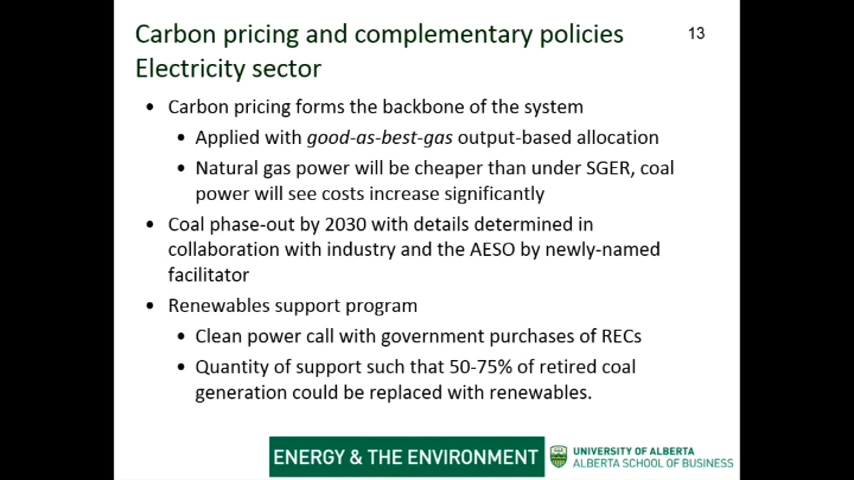 Carbon pricing and complementary policies
13
Electricity sector
• Carbon pricing forms the backbone of the system
• Applied with good-as-best-gas output-based allocation
• Natural gas power will be cheaper than under SGER, coal
power will see costs increase significantly
• Coal phase-out by 2030 with details determined in
collaboration with industry and the AESO by newly-named
facilitator
• Renewables support program
• Clean power call with government purchases of RECs
• Quantity of support such that 50-75% of retired coal
generation could be replaced with renewables.
ENERGY & THE ENVIRONMENT
UNIVERSITY OF ALBERTA
ALBERTA SCHOOL OF BUSINESS